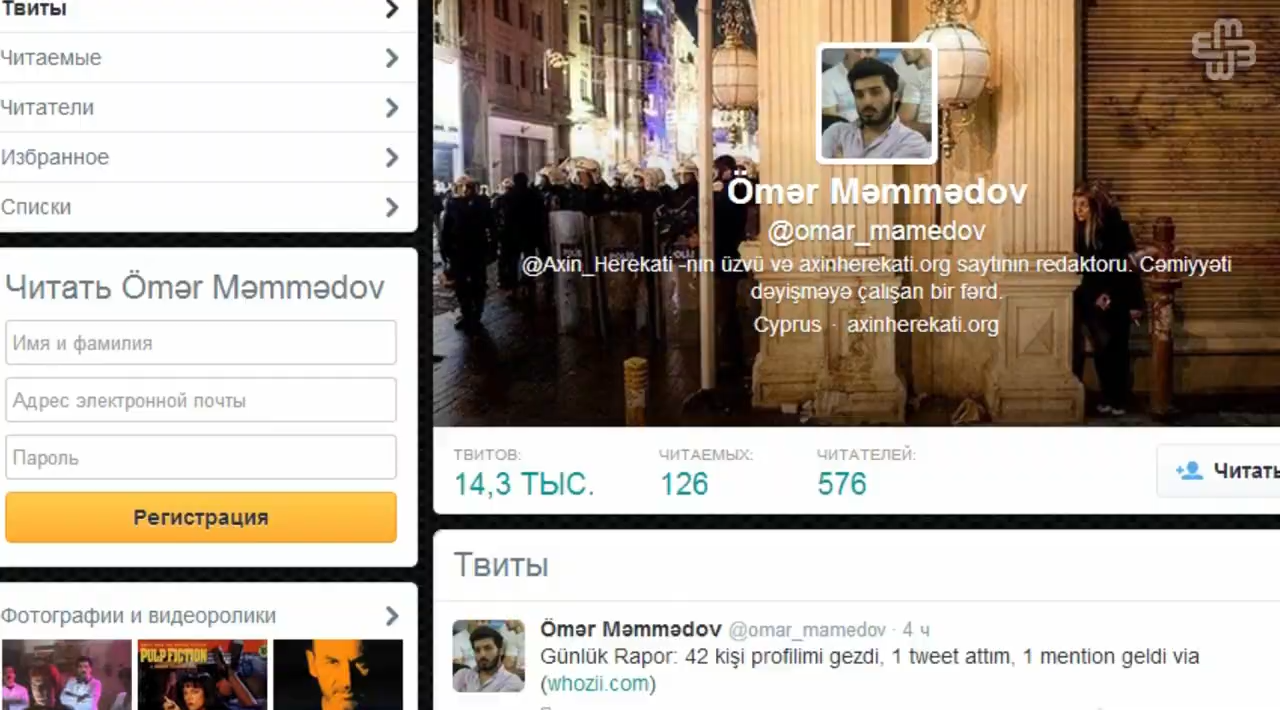 Твиты
Читаемые
Читатели
Избранное
Списки
Читать Ömər Məmmədov
Имя и фамилия
Адрес электронной почты
Пароль
Регистрация
Фотографии и видеоролики
PULP FICTION
Ömər Məmmədov
@omar_mamedov
@Axin_Herekati -nın üzvü və axinherekati.org saytının redaktoru. Cəmiyyəti
dəyişməyə çalışan bir fərd.
Cyprus · axinherekati.org
ТВИТОВ:
14,3 ТЫС.
ЧИТАЕМЫХ:
126
ЧИТАТЕЛЕЙ:
576
Читать
Твиты
Ömər Məmmədov @omar_mamedov · 4 ч
Günlük Rapor: 42 kişi profilimi gezdi, 1 tweet attım, 1 mention geldi via
(whozii.com)